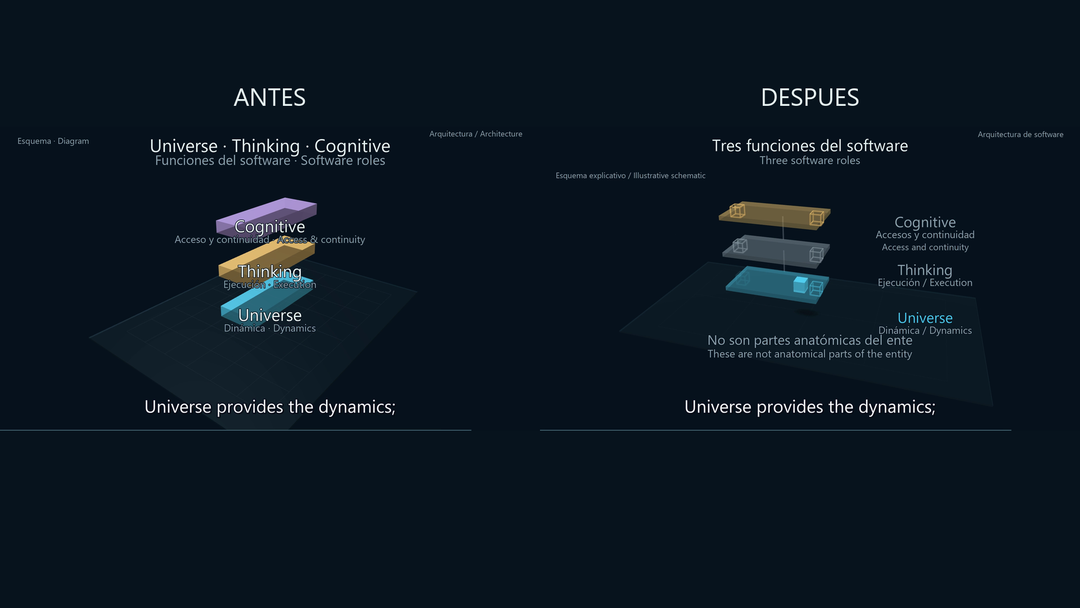 ANTES
Esquema · Diagram
Arquitectura / Architecture
Universe · Thinking · Cognitive
Funciones del software · Software roles
Cognitive
Acceso y continuidad · Access & continuity
Thinking
Ejecución · Execution
Universe
Dinámica · Dynamics
Universe provides the dynamics;
DESPUES
Arquitectura de software
Tres funciones del software
Three software roles
Esquema explicativo / Illustrative schematic
Cognitive
Accesos y continuidad
Access and continuity
Thinking
Ejecución / Execution
Universe
Dinámica / Dynamics
No son partes anatómicas del ente
These are not anatomical parts of the entity
Universe provides the dynamics;